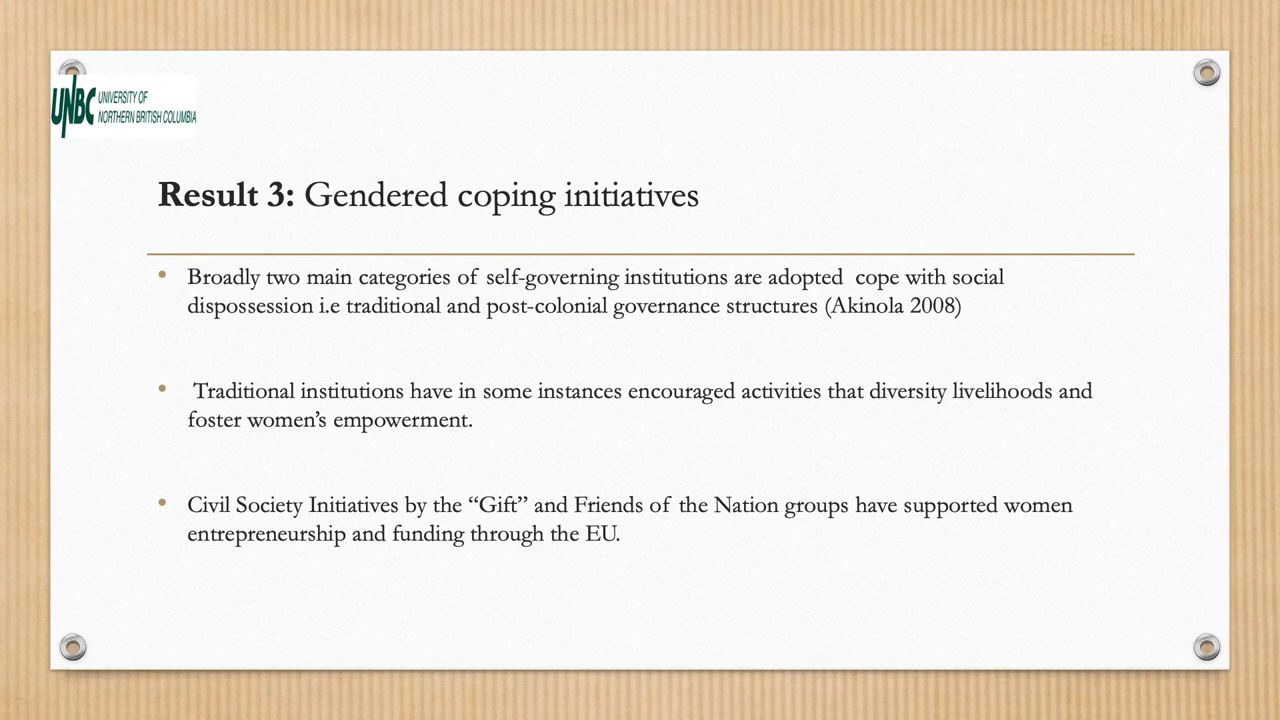 UNBC UNIVERSITY OF
NORTHERN BRITISH COLUMBIA
Result 3: Gendered coping initiatives
• Broadly two main categories of self-governing institutions are adopted  cope with social
dispossession i.e traditional and post-colonial governance structures (Akinola 2008)
• Traditional institutions have in some instances encouraged activities that diversity livelihoods and
foster women’s empowerment.
• Civil Society Initiatives by the “Gift” and Friends of the Nation groups have supported women
entrepreneurship and funding through the EU.